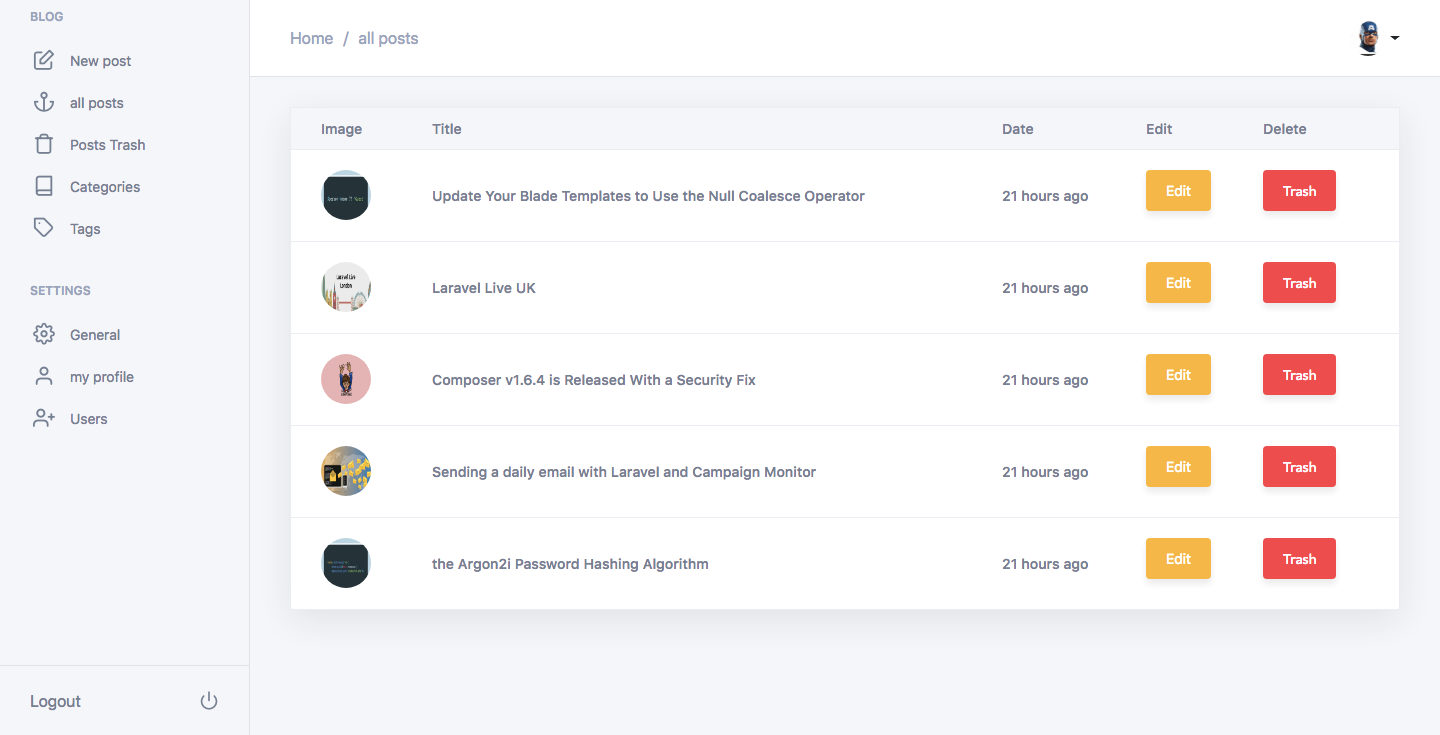 BLOG
New post
all posts
Posts Trash
Categories
Tags
SETTINGS
General
my profile
Users
Logout
Home / all posts
Image Title Date Edit Delete
Update Your Blade Templates to Use the Null Coalesce Operator 21 hours ago Edit Trash
Laravel Live
London
Laravel Live UK 21 hours ago Edit Trash
Composer v1.6.4 is Released With a Security Fix 21 hours ago Edit Trash
Sending a daily email with Laravel and Campaign Monitor 21 hours ago Edit Trash
the Argon2i Password Hashing Algorithm 21 hours ago Edit Trash